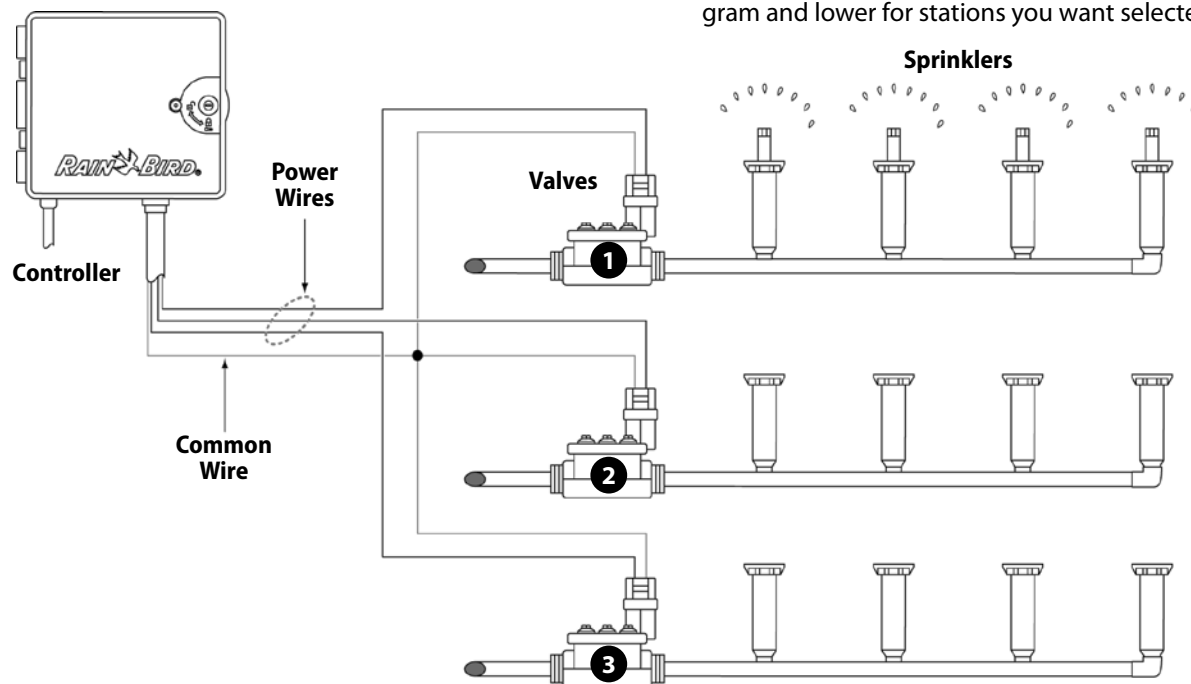 gram and lower for stations you want selecte
Sprinklers
RAIN BIRD®
Power
Wires
Valves
Controller
1
Common
Wire
2
3